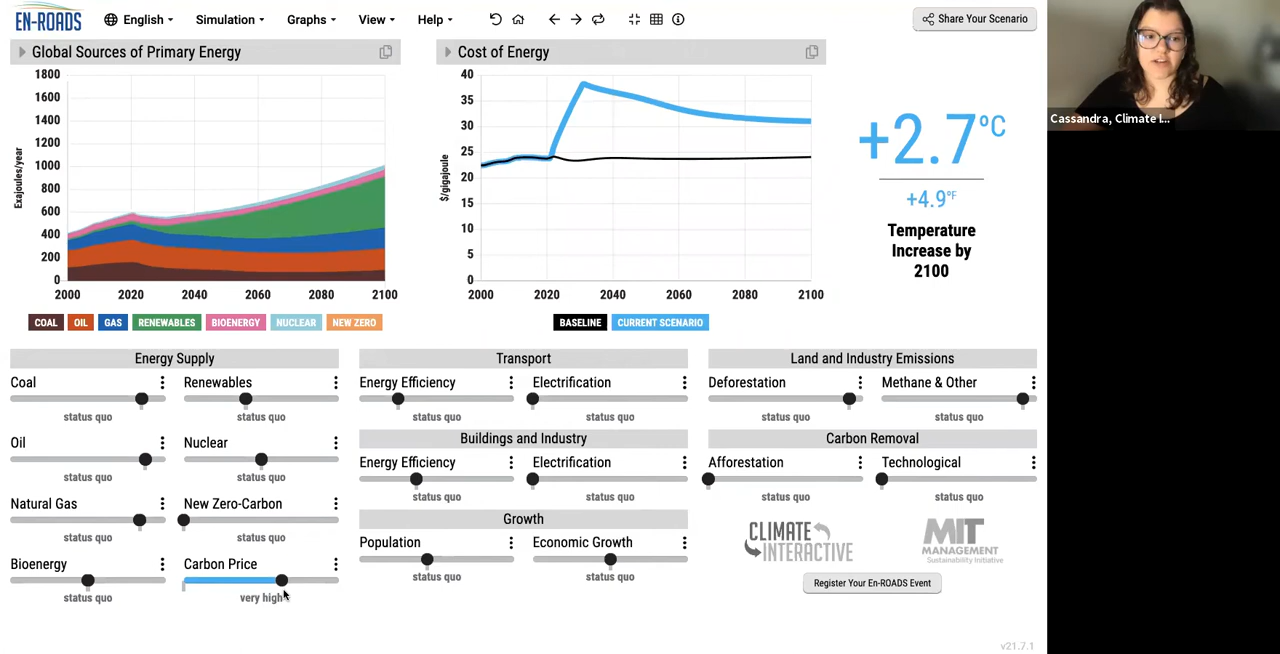 EN-ROADS
English
Simulation
Graphs
View
Help
Share Your Scenario
Global Sources of Primary Energy
1800
1600
1400
1200
1000
800
600
400
200
0
Exajoules/year
2000 2020 2040 2060 2080 2100
COAL OIL GAS RENEWABLES BIOENERGY NUCLEAR NEW ZERO
Cost of Energy
40
35
30
25
20
15
10
5
0
$/gigajoule
2000 2020 2040 2060 2080 2100
BASELINE CURRENT SCENARIO
+2.7°C
+4.9°F
Temperature
Increase by
2100
Cassandra, Climate I...
Energy Supply
Coal
status quo
Renewables
status quo
Oil
status quo
Nuclear
status quo
Natural Gas
status quo
New Zero-Carbon
status quo
Bioenergy
status quo
Carbon Price
very high
Transport
Energy Efficiency
status quo
Electrification
status quo
Buildings and Industry
Energy Efficiency
status quo
Electrification
status quo
Growth
Population
status quo
Economic Growth
status quo
Land and Industry Emissions
Deforestation
status quo
Methane & Other
status quo
Carbon Removal
Afforestation
status quo
Technological
status quo
CLIMATE
INTERACTIVE
MIT
MANAGEMENT
Sustainability Initiative
Register Your En-ROADS Event
v21.7.1